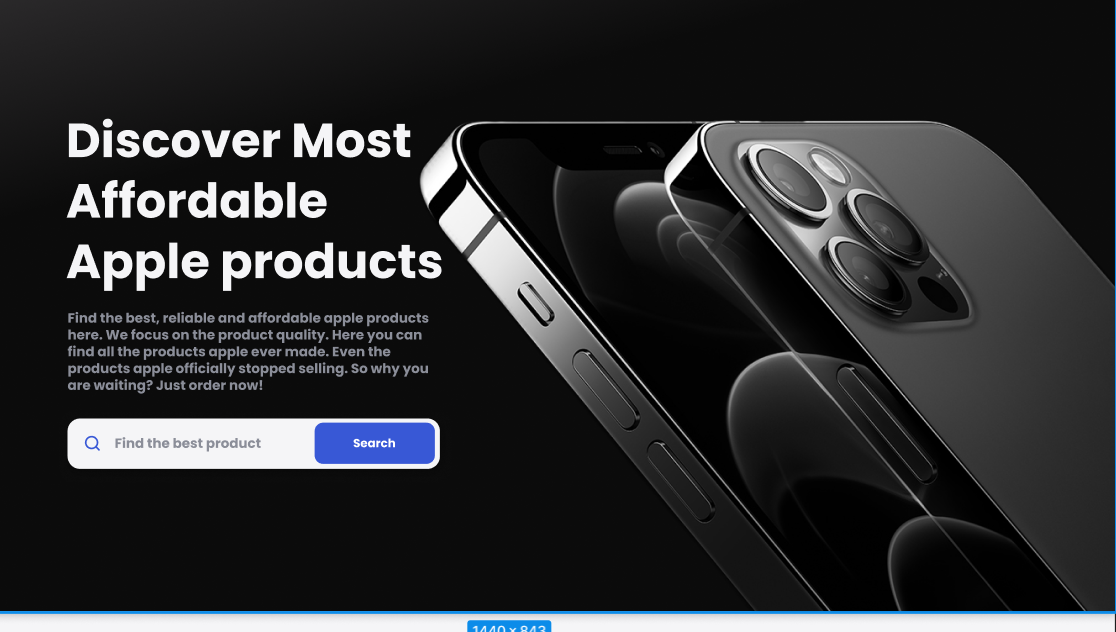 Discover Most
Affordable
Apple products
Find the best, reliable and affordable apple products
here. We focus on the product quality. Here you can
find all the products apple ever made. Even the
products apple officially stopped selling. So why you
are waiting? Just order now!
Find the best product
Search
1440 x 843